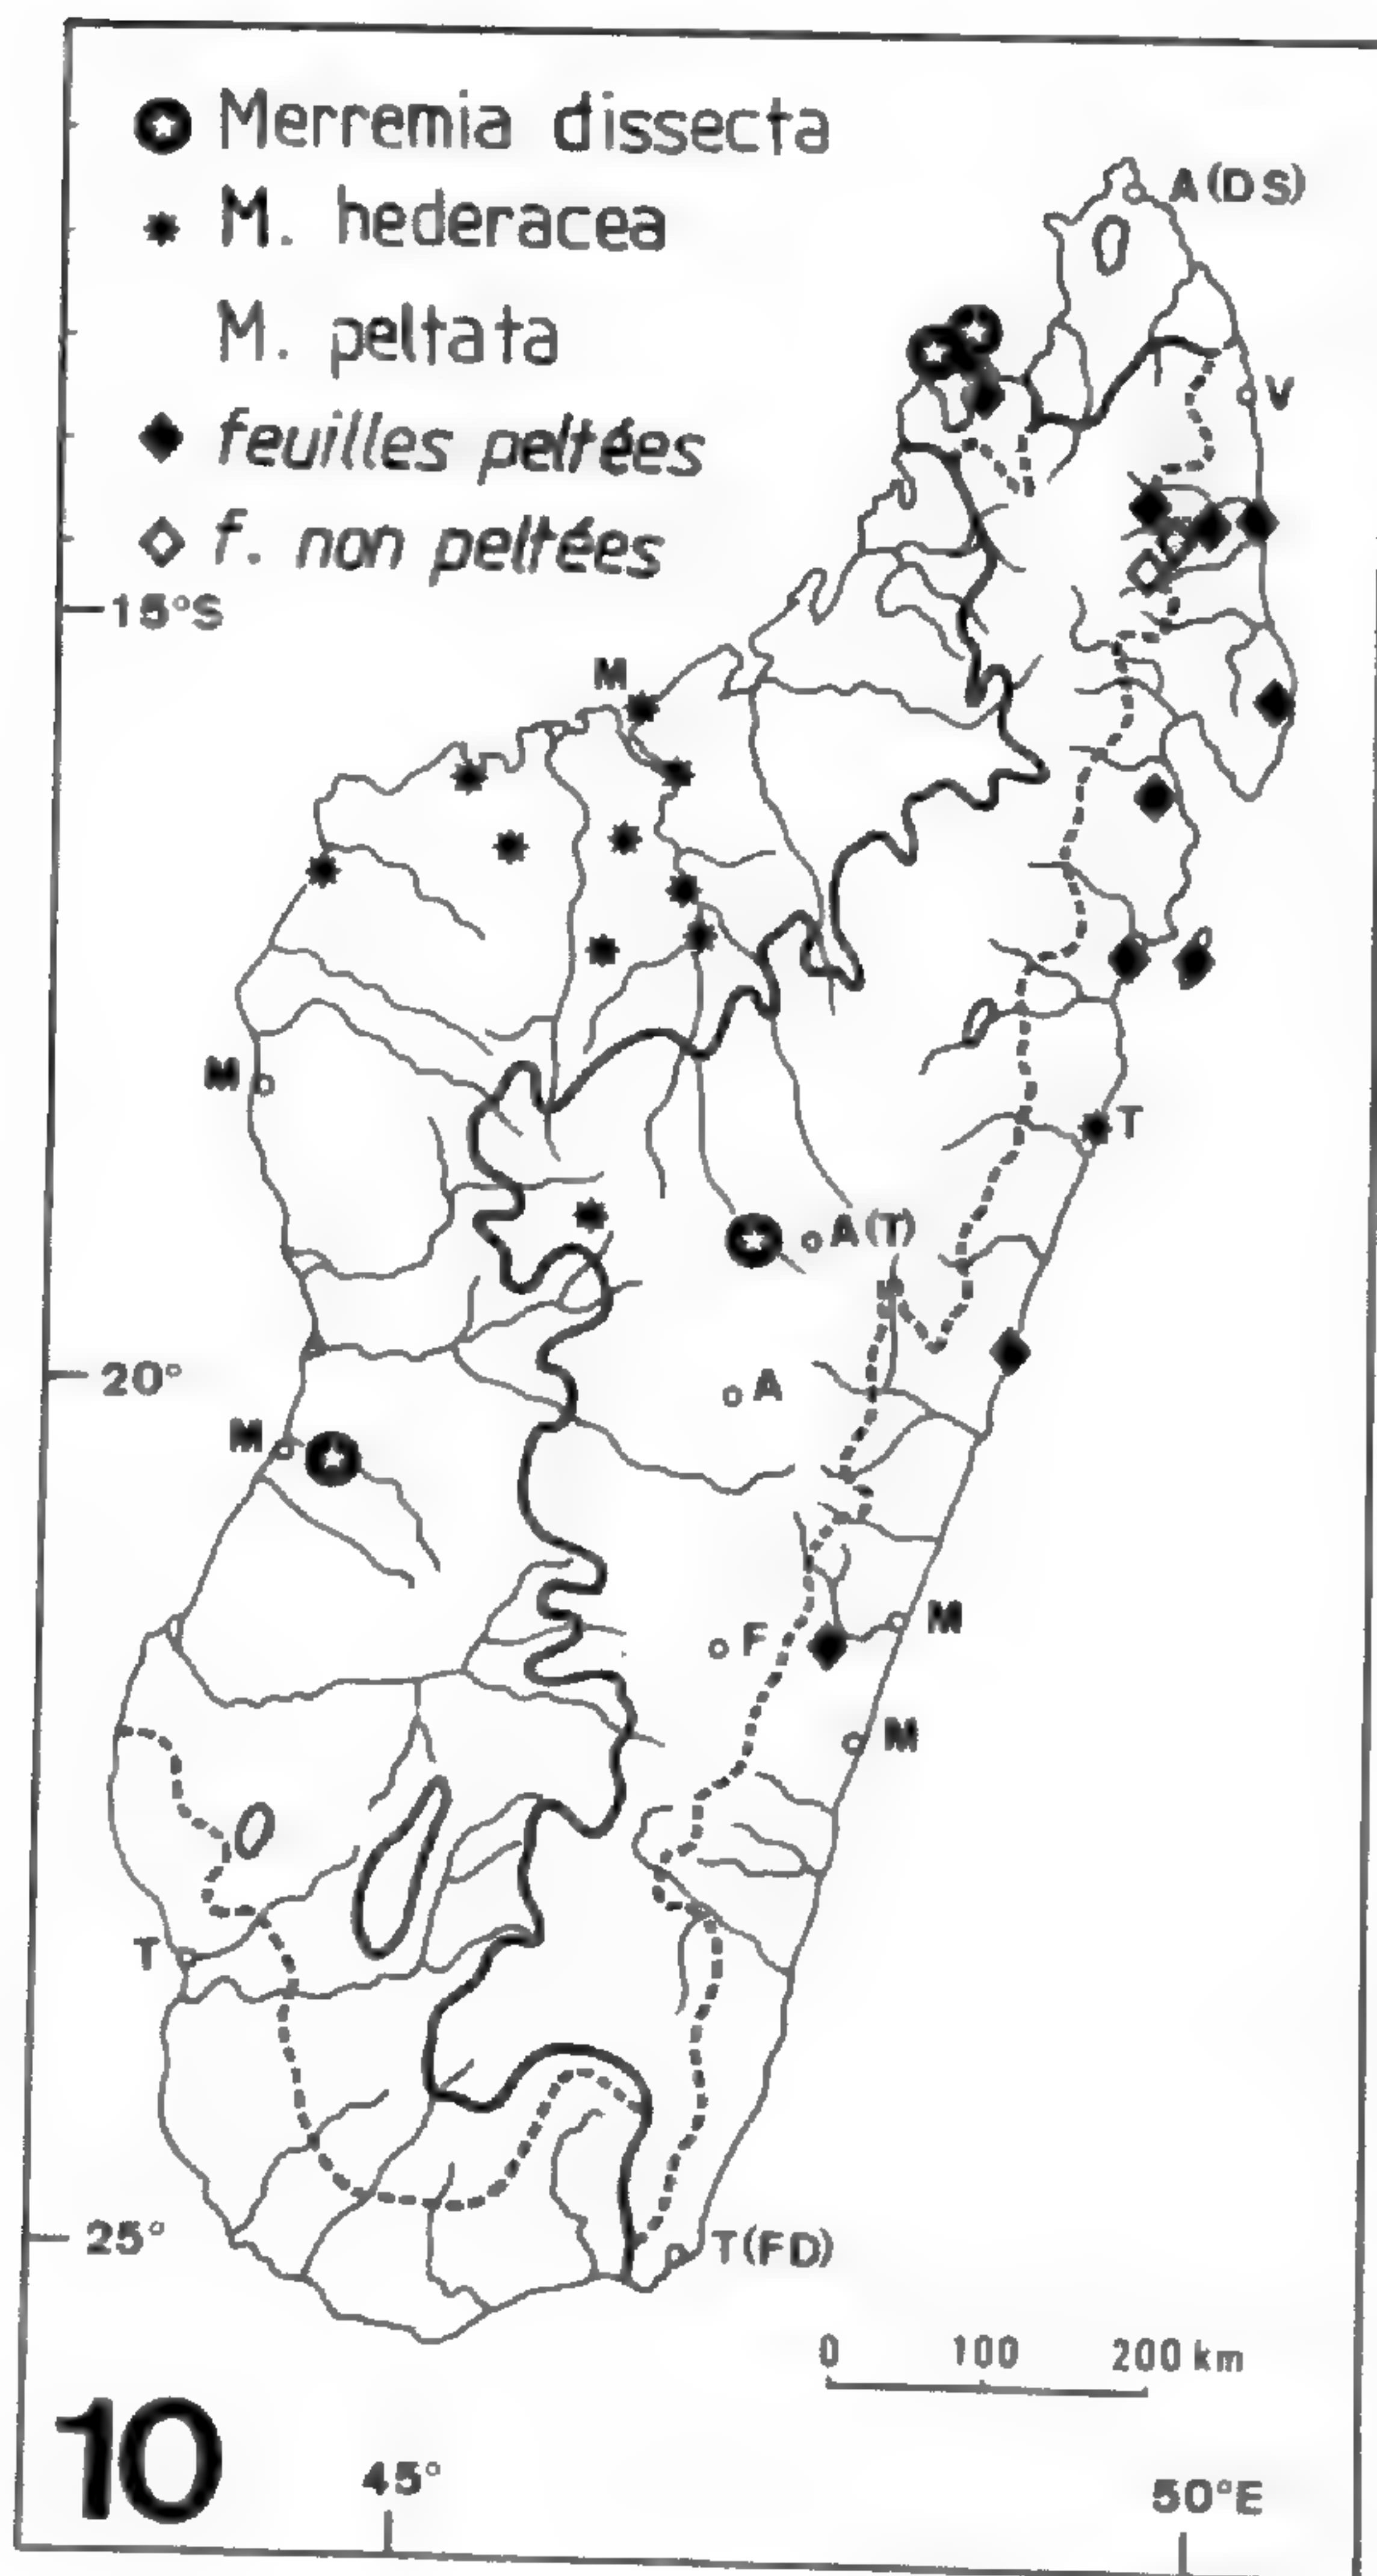 Merremia dissecta
M. hederacea
M. peltata
feuilles peltées
f. non peltées
A(DS)
V
15°S
M
M
T
A(T)
20°
A
M
M
F
M
T
25°
T(FD)
0 100 200 km
10
45°
50°E